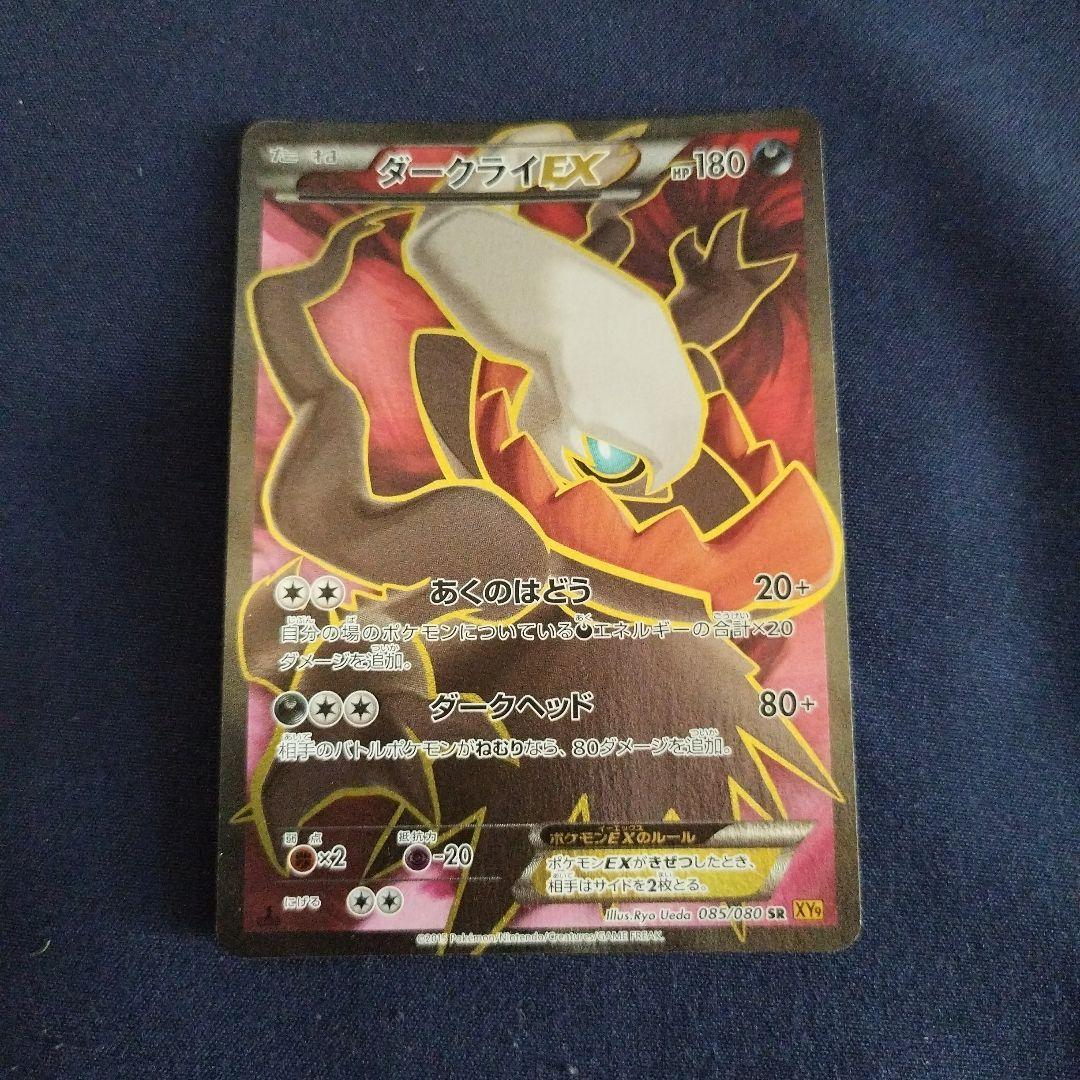 たね ダークライEX HP180
あくのはどう 20+
自分の場のポケモンについているエネルギーの合計×20
ダメージを追加。
ダークヘッド 80+
相手のバトルポケモンがねむりなら、80ダメージを追加。
弱点 抵抗力 ポケモンEXのルール
×2 -20 ポケモンEXがきぜつしたとき、
相手はサイドを2枚とる。
にげる
Illus.Ryo Ueda 085/080 SR XY9
©2015 Pokémon/Nintendo/Creatures/GAME FREAK.